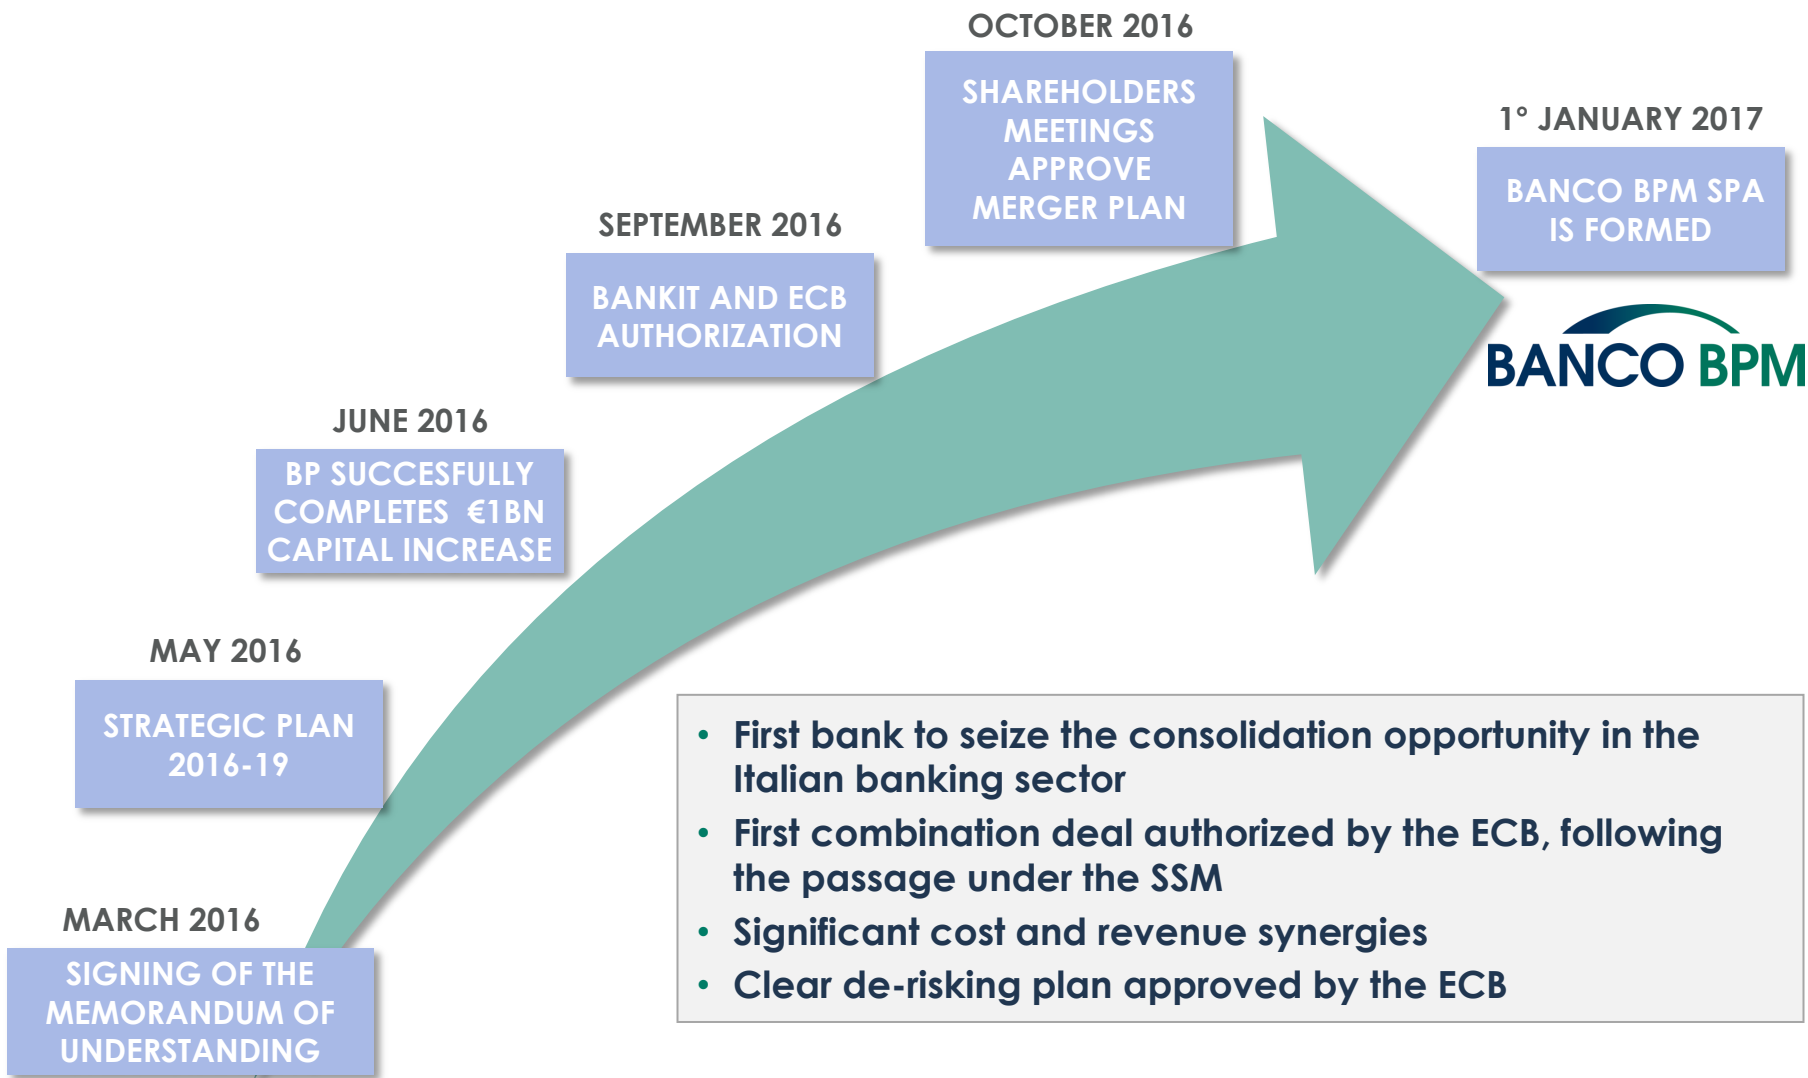 OCTOBER 2016
SHAREHOLDERS
MEETINGS
APPROVE
MERGER PLAN
1° JANUARY 2017
BANCO BPM SPA
IS FORMED
BANCO BPM
SEPTEMBER 2016
BANKIT AND ECB
AUTHORIZATION
JUNE 2016
BP SUCCESFULLY
COMPLETES €1BN
CAPITAL INCREASE
MAY 2016
STRATEGIC PLAN
2016-19
MARCH 2016
SIGNING OF THE
MEMORANDUM OF
UNDERSTANDING
• First bank to seize the consolidation opportunity in the
Italian banking sector
• First combination deal authorized by the ECB, following
the passage under the SSM
• Significant cost and revenue synergies
• Clear de-risking plan approved by the ECB